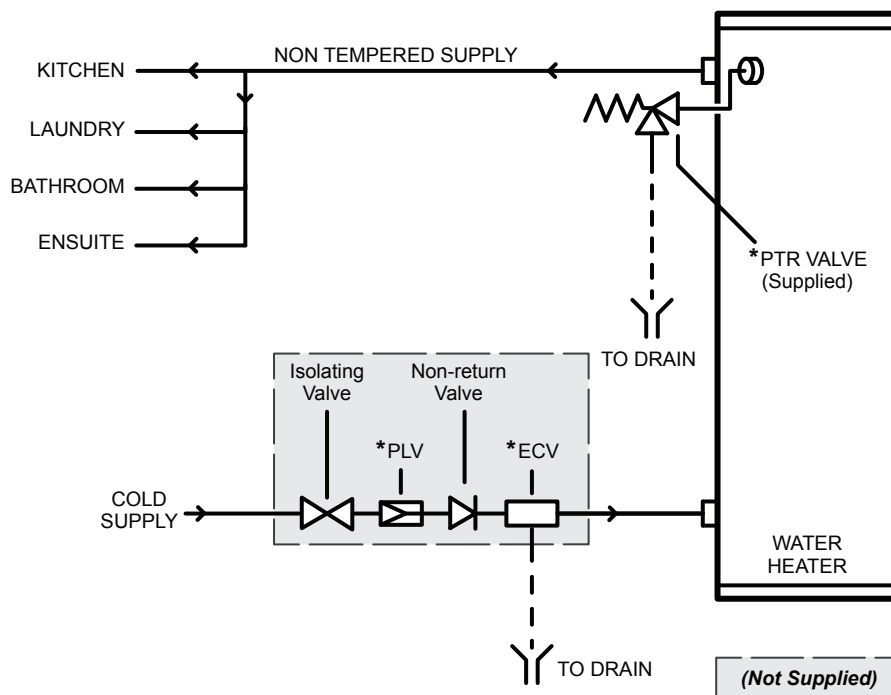 NON TEMPERED SUPPLY
KITCHEN
LAUNDRY
BATHROOM
ENSUITE
*PTR VALVE
(Supplied)
TO DRAIN
Isolating
Valve
Non-return
Valve
*PLV
*ECV
COLD
SUPPLY
WATER
HEATER
TO DRAIN
(Not Supplied)